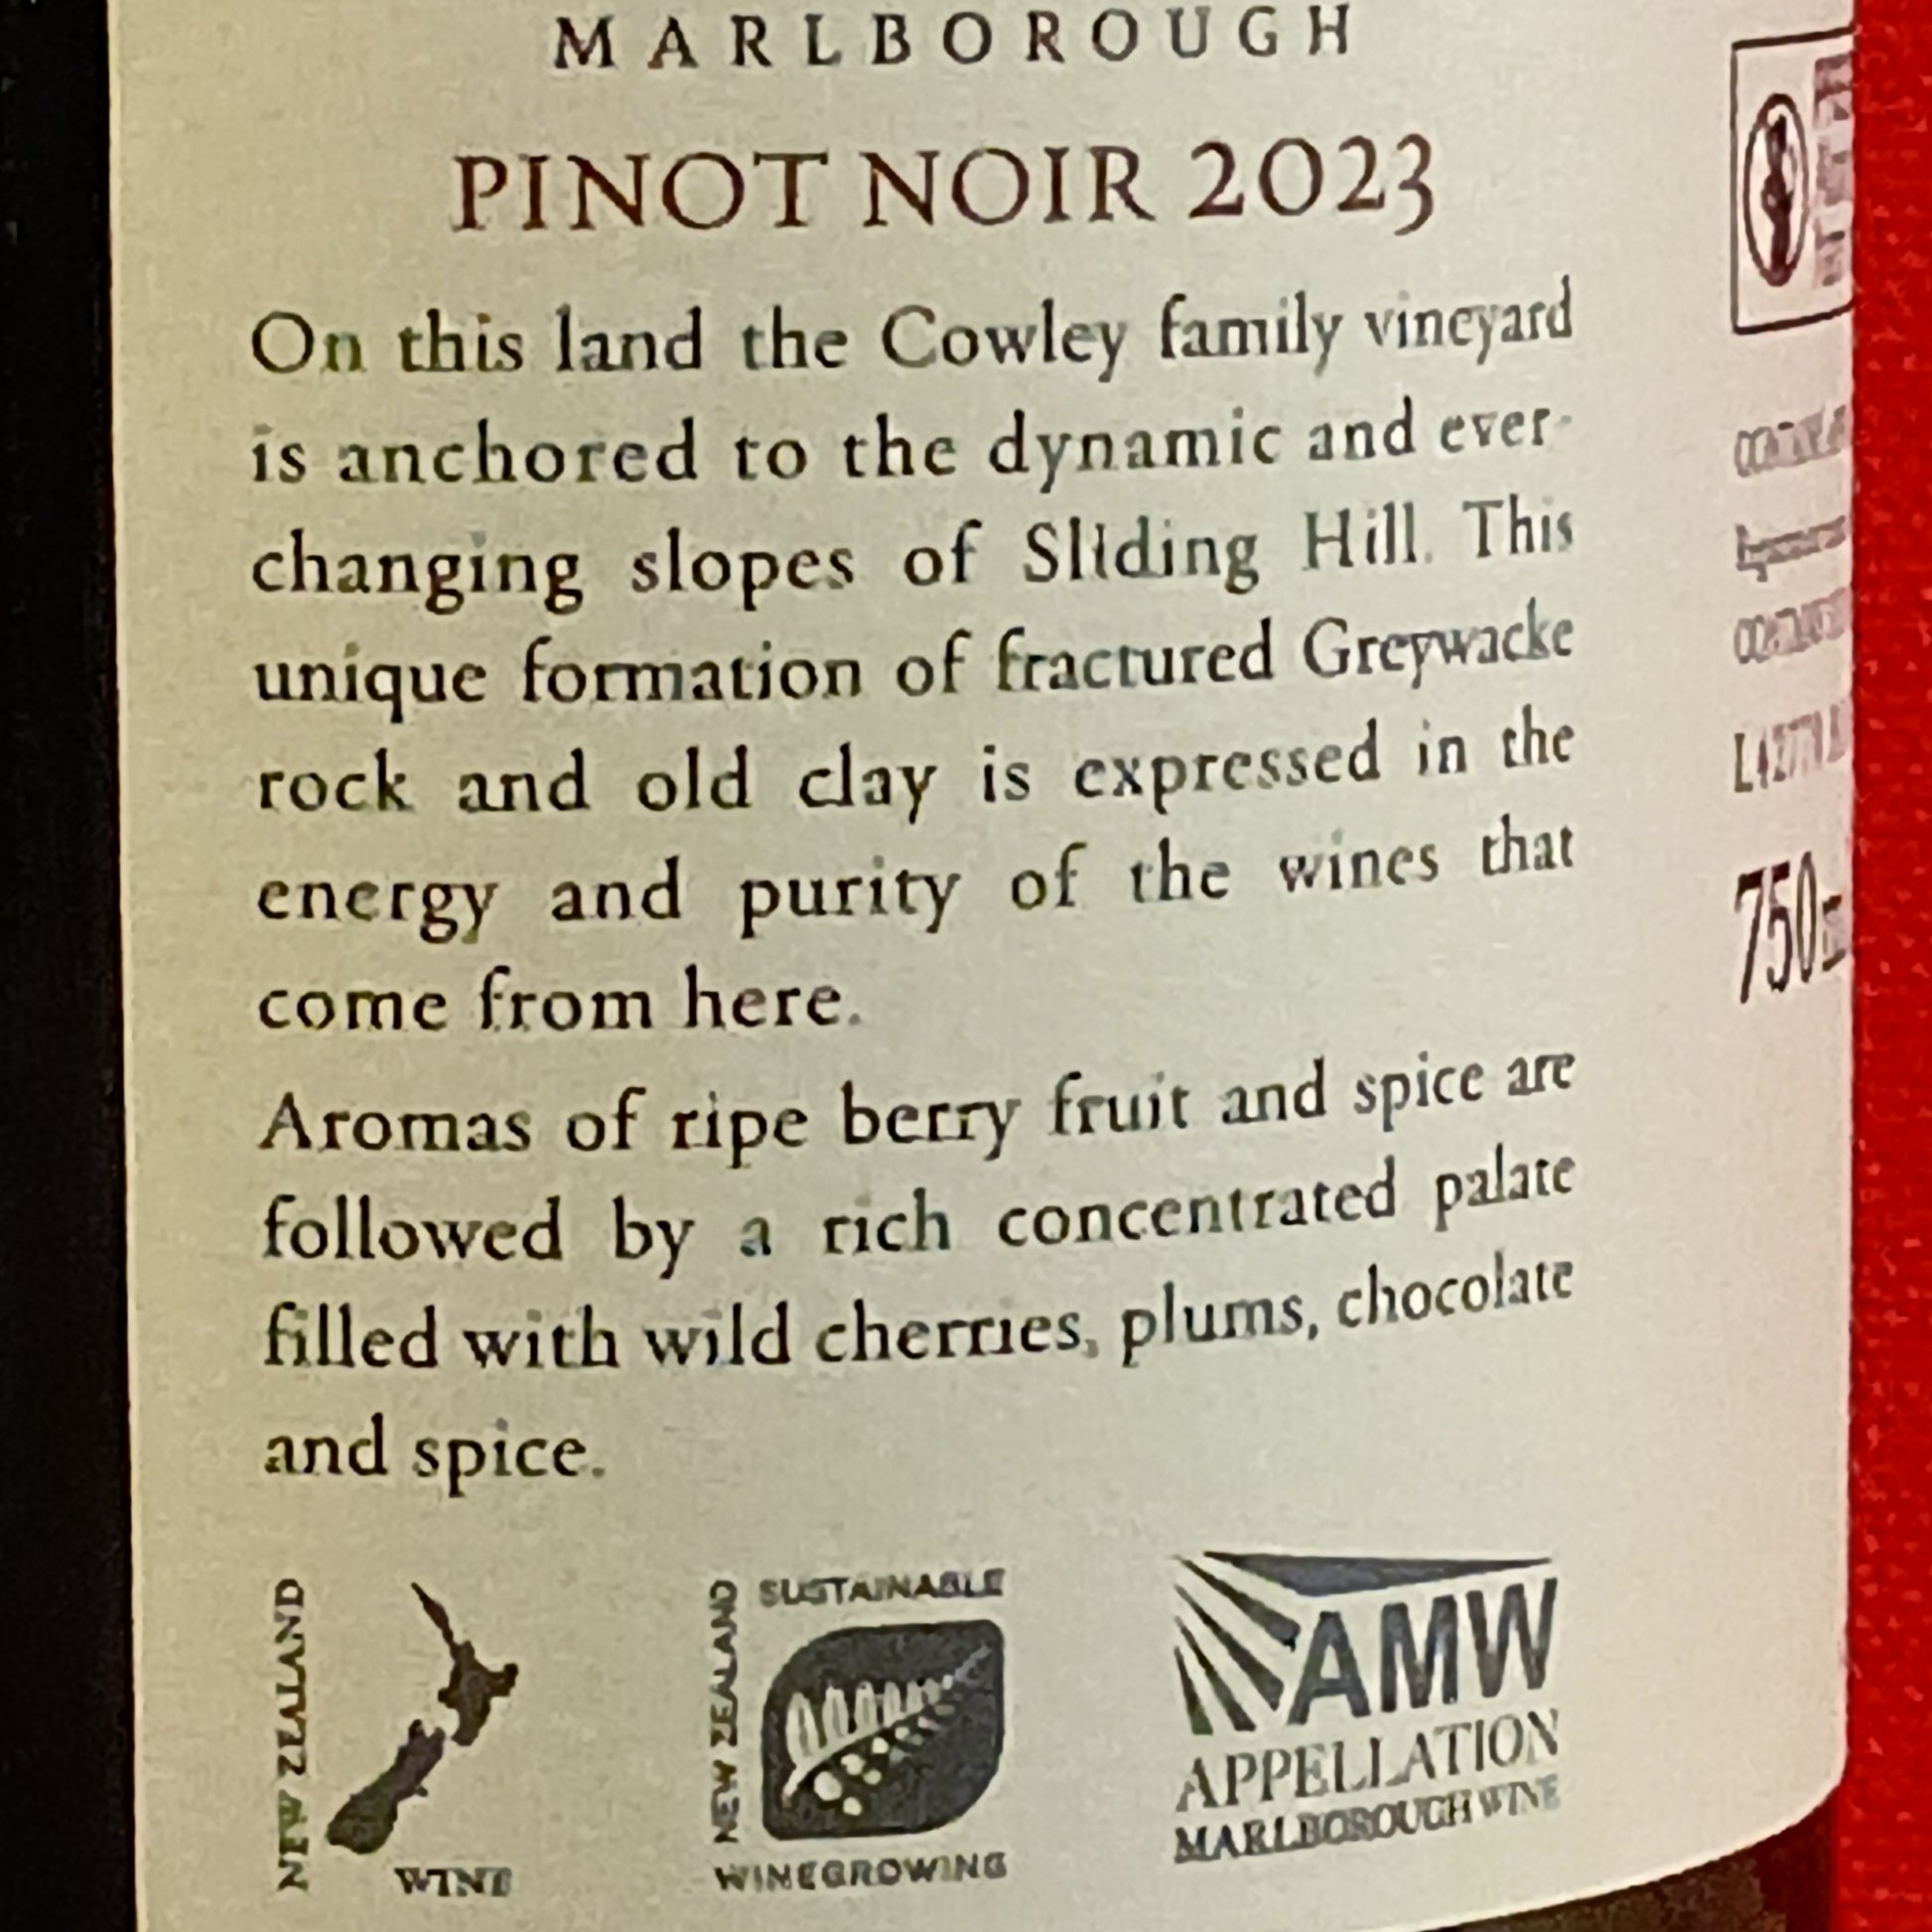 MARLBOROUGH
PINOT NOIR 2023
On this land the Cowley family vineyard
is anchored to the dynamic and ever-
changing slopes of Sliding Hill. This
unique formation of fractured Greywacke
rock and old clay is expressed in the
energy and purity of the wines that
come from here.
Aromas of ripe berry fruit and spice are
followed by a rich concentrated palate
filled with wild cherries, plums, chocolate
and spice.
NEW ZEALAND
WINE
NEW ZEALAND
SUSTAINABLE
WINEGROWING
AMW
APPELLATION
MARLBOROUGH WINE
750